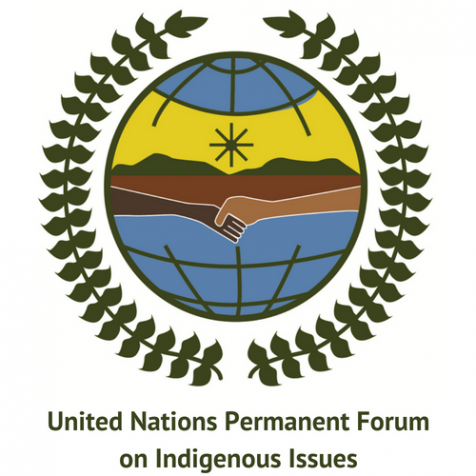 United Nations Permanent Forum
on Indigenous Issues